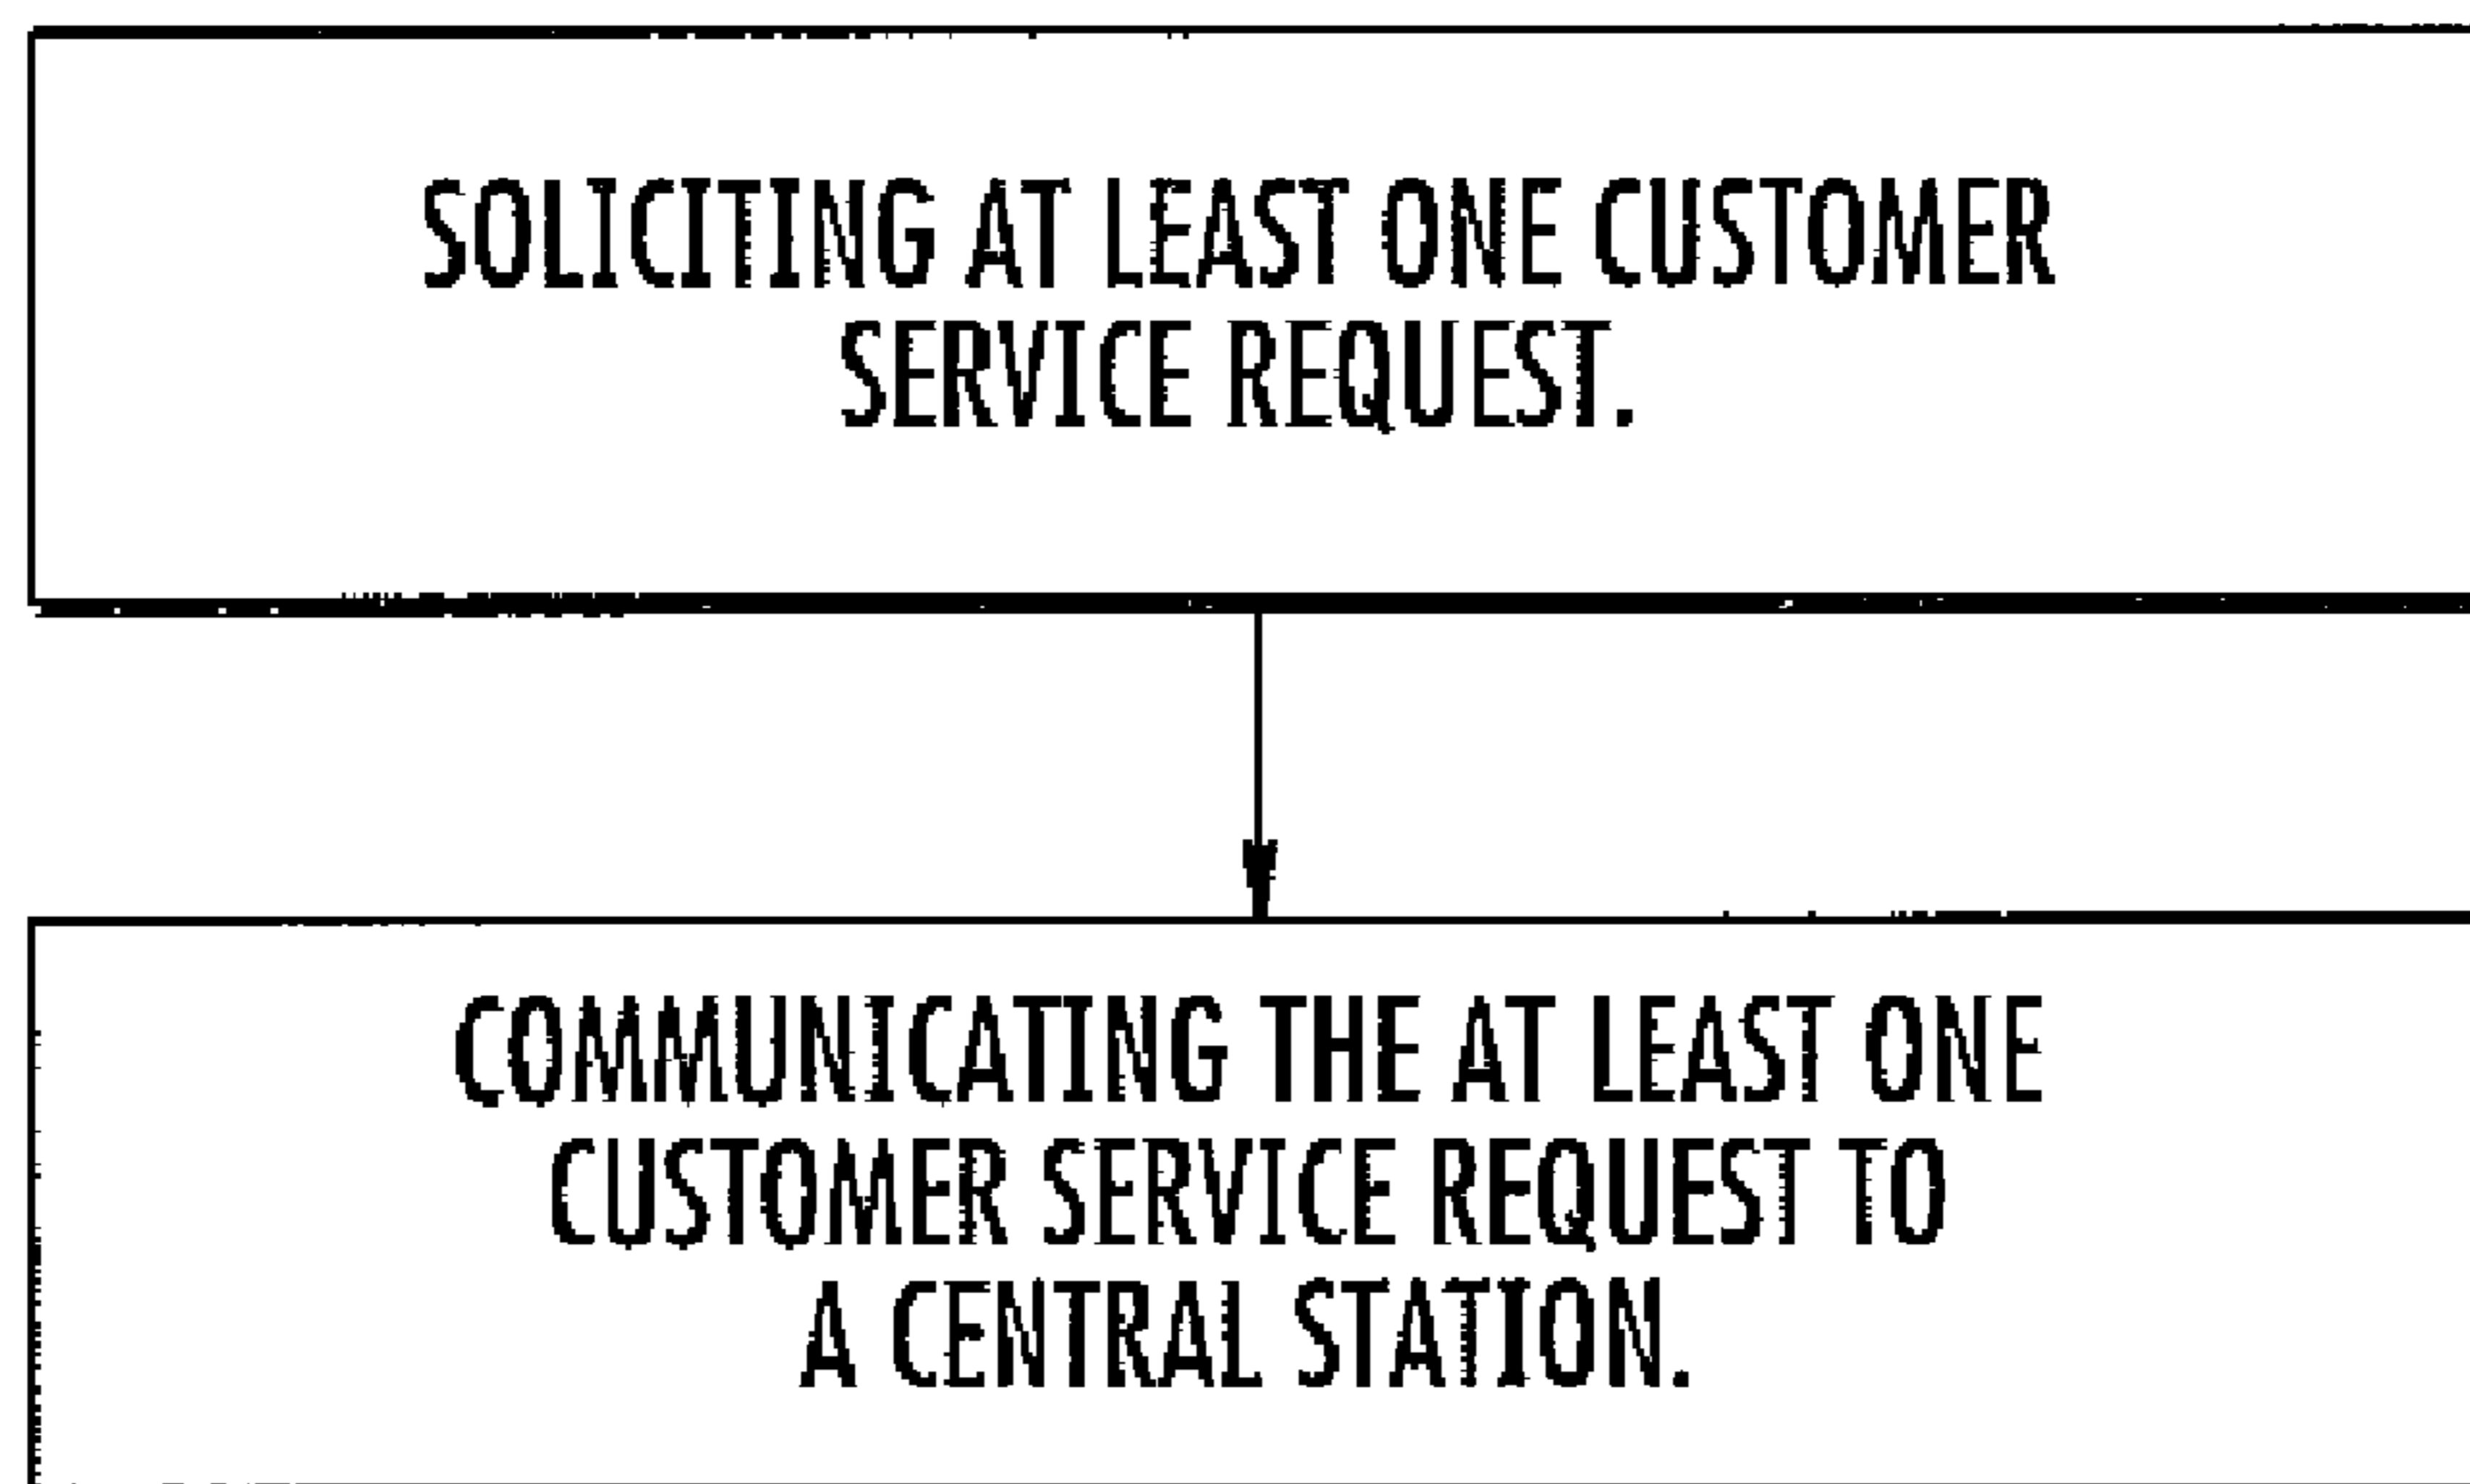 SOLICITING AT LEAST ONE CUSTOMER
SERVICE REQUEST.
COMMUNICATING THE AT LEAST ONE
CUSTOMER SERVICE REQUEST TO
A CENTRAL STATION.